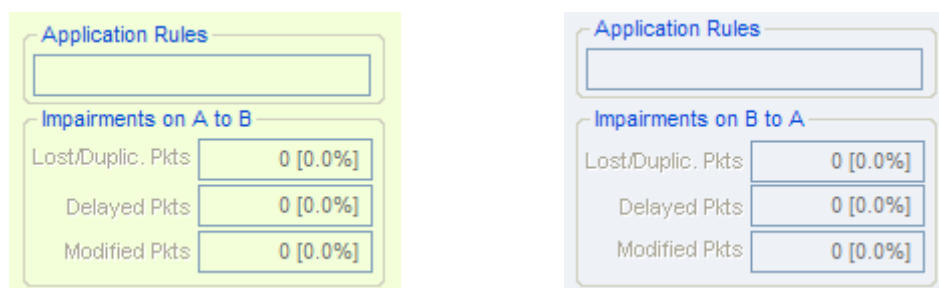 Application Rules
Impairments on A to B
Lost/Duplic. Pkts 0 [0.0%]
Delayed Pkts 0 [0.0%]
Modified Pkts 0 [0.0%]
Application Rules
Impairments on B to A
Lost/Duplic. Pkts 0 [0.0%]
Delayed Pkts 0 [0.0%]
Modified Pkts 0 [0.0%]